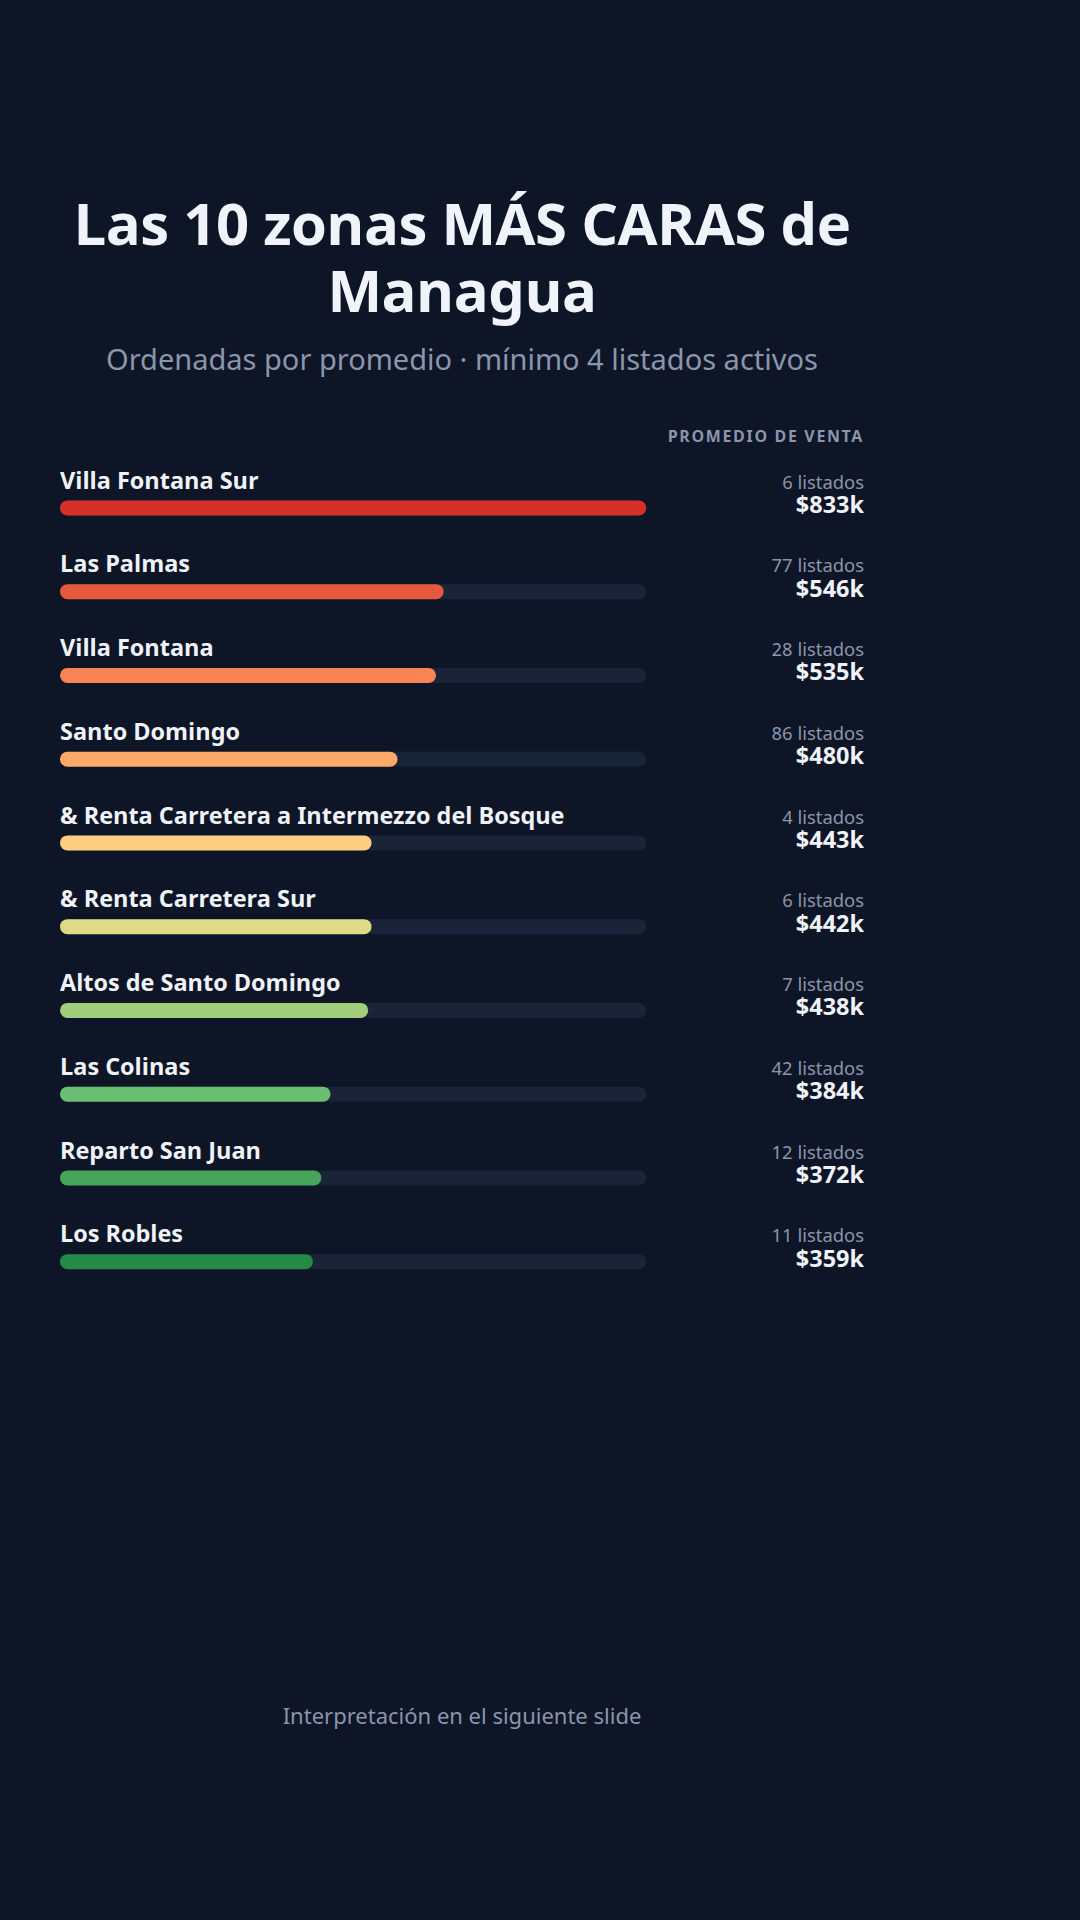 Las 10 zonas MÁS CARAS de
Managua
Ordenadas por promedio · mínimo 4 listados activos
PROMEDIO DE VENTA
Villa Fontana Sur
6 listados
$833k
Las Palmas
77 listados
$546k
Villa Fontana
28 listados
$535k
Santo Domingo
86 listados
$480k
& Renta Carretera a Intermezzo del Bosque
4 listados
$443k
& Renta Carretera Sur
6 listados
$442k
Altos de Santo Domingo
7 listados
$438k
Las Colinas
42 listados
$384k
Reparto San Juan
12 listados
$372k
Los Robles
11 listados
$359k
Interpretación en el siguiente slide